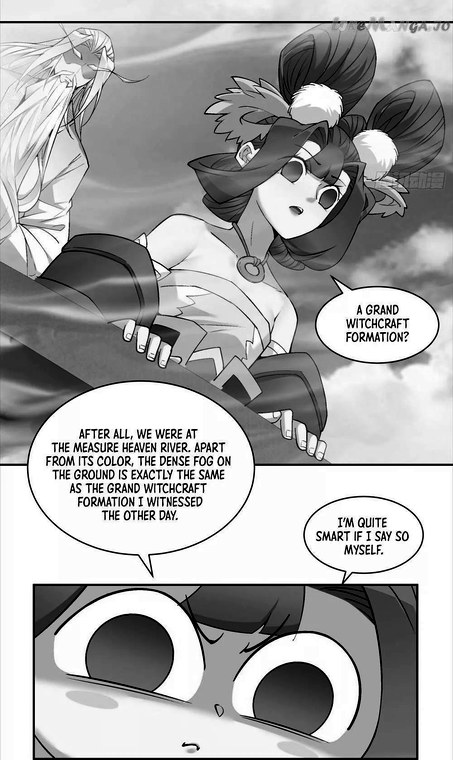 A GRAND
WITCHCRAFT
FORMATION?
AFTER ALL, WE WERE AT
THE MEASURE HEAVEN RIVER. APART
FROM ITS COLOR, THE DENSE FOG ON
THE GROUND IS EXACTLY THE SAME
AS THE GRAND WITCHCRAFT
FORMATION I WITNESSED
THE OTHER DAY.
I'M QUITE
SMART IF I SAY SO
MYSELF.